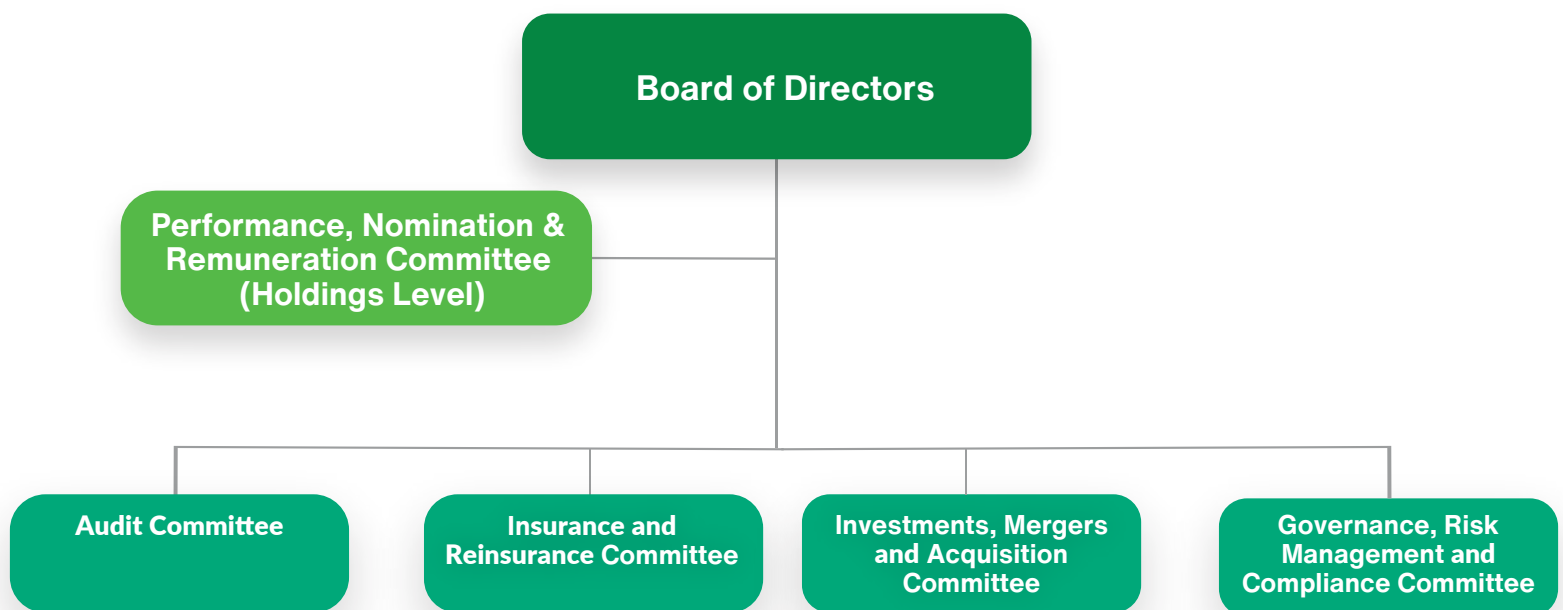 Board of Directors
Performance, Nomination &
Remuneration Committee
(Holdings Level)
Audit Committee
Insurance and
Reinsurance Committee
Investments, Mergers
and Acquisition
Committee
Governance, Risk
Management and
Compliance Committee